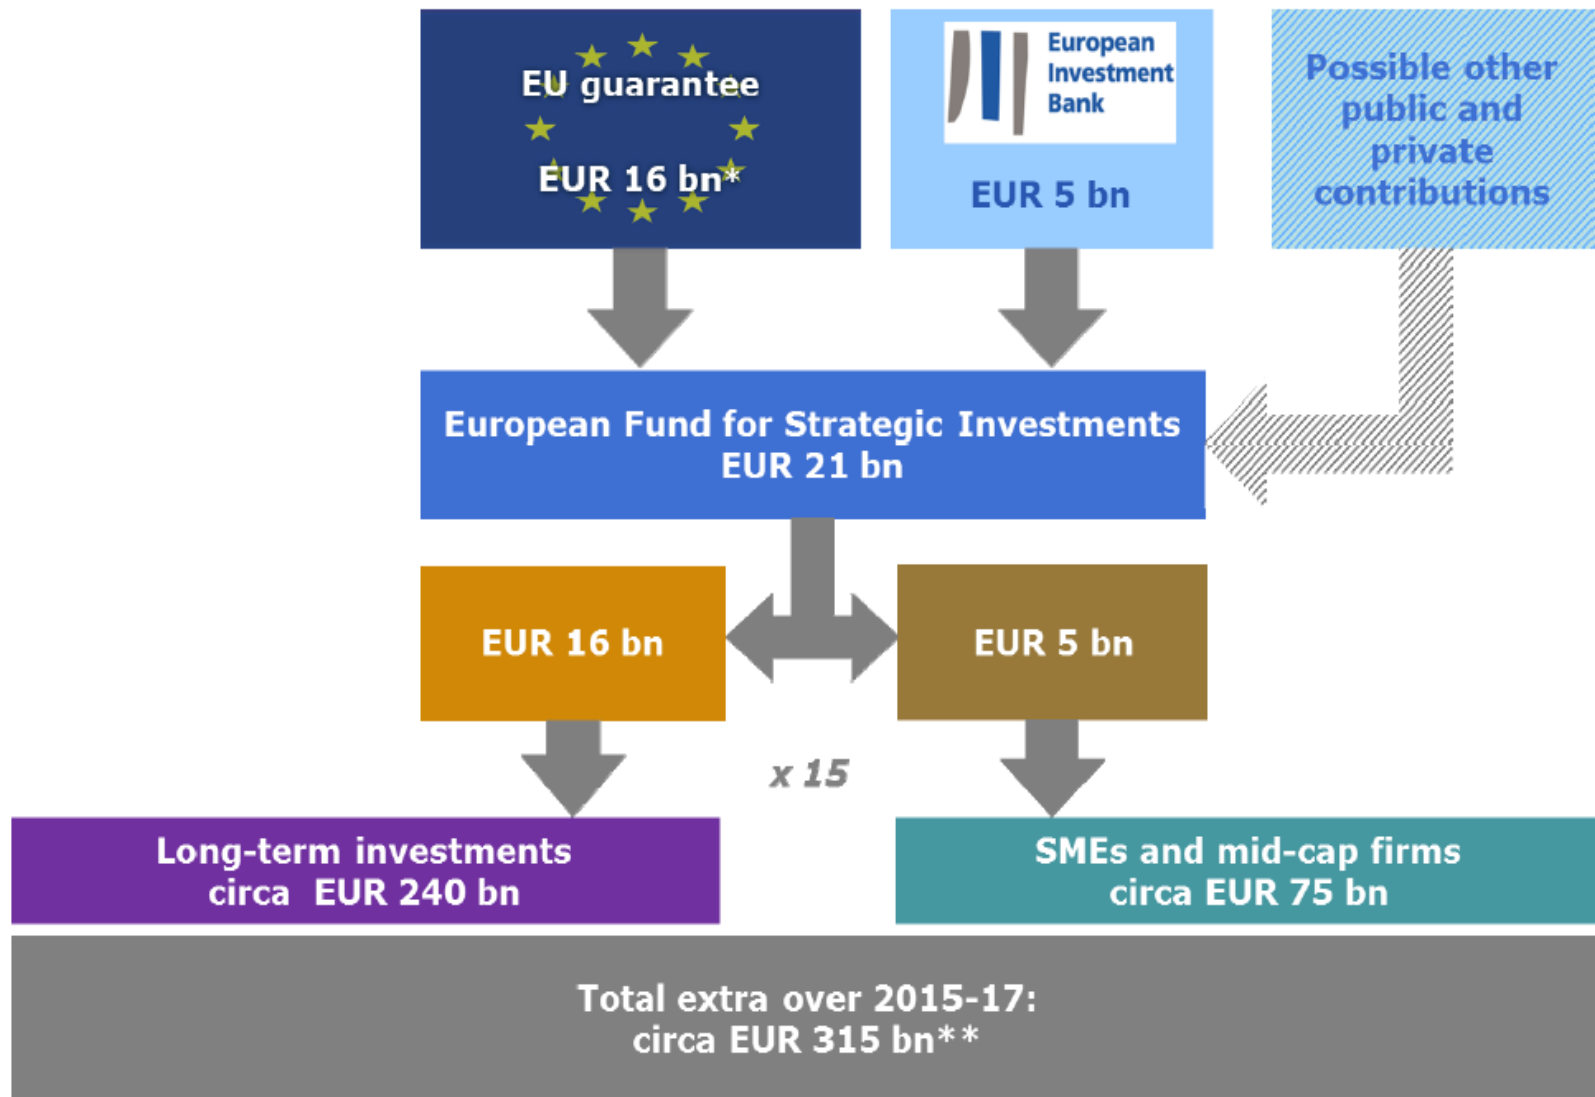 EU guarantee
EUR 16 bn*
European
Investment
Bank
EUR 5 bn
Possible other
public and
private
contributions
European Fund for Strategic Investments
EUR 21 bn
EUR 16 bn
EUR 5 bn
x 15
Long-term investments
circa EUR 240 bn
SMEs and mid-cap firms
circa EUR 75 bn
Total extra over 2015-17:
circa EUR 315 bn**